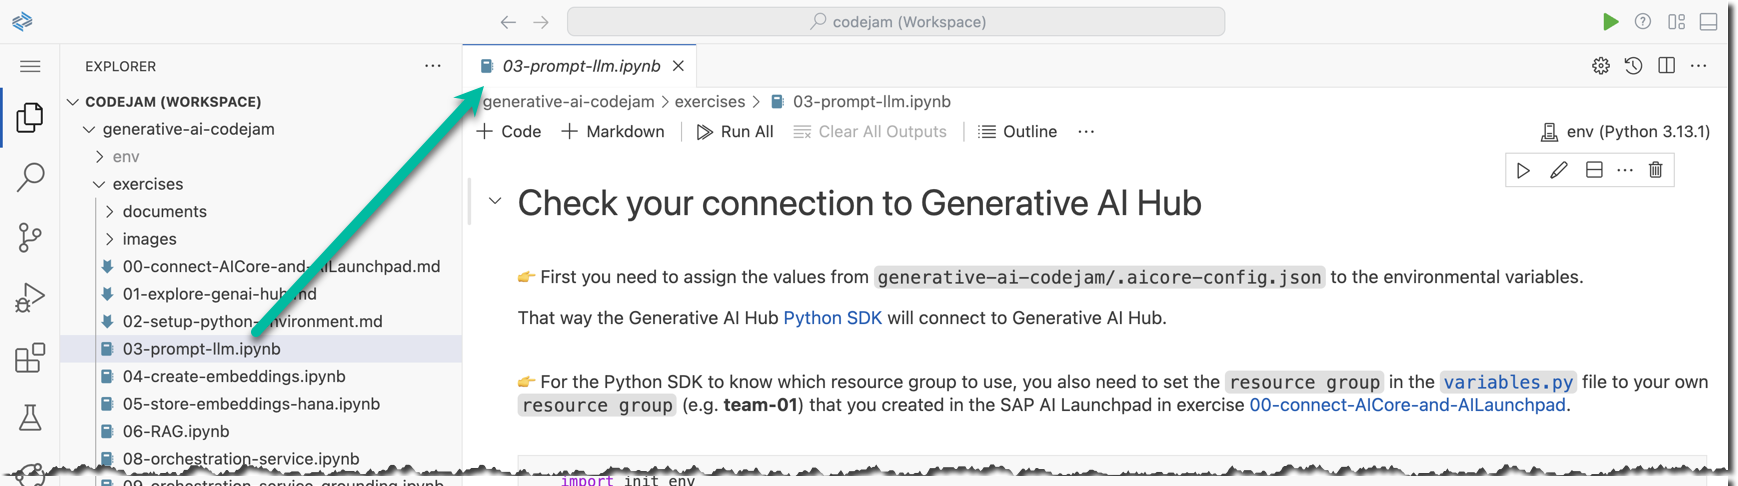 codejam (Workspace)
EXPLORER
CODEJAM (WORKSPACE)
generative-ai-codejam
env
exercises
documents
images
00-connect-AICore-and-AILaunchpad.md
01-explore-genai-hub.md
02-setup-python-environment.md
03-prompt-llm.ipynb
04-create-embeddings.ipynb
05-store-embeddings-hana.ipynb
06-RAG.ipynb
08-orchestration-service.ipynb
09-orchestration-service-grounding.ipynb
03-prompt-llm.ipynb
generative-ai-codejam > exercises > 03-prompt-llm.ipynb
+ Code + Markdown Run All Clear All Outputs Outline ... env (Python 3.13.1)
Check your connection to Generative AI Hub
👉 First you need to assign the values from generative-ai-codejam/.aicore-config.json to the environmental variables.
That way the Generative AI Hub Python SDK will connect to Generative AI Hub.
👉 For the Python SDK to know which resource group to use, you also need to set the resource group in the variables.py file to your own
resource group (e.g. team-01) that you created in the SAP AI Launchpad in exercise 00-connect-AICore-and-AILaunchpad.
import init_env